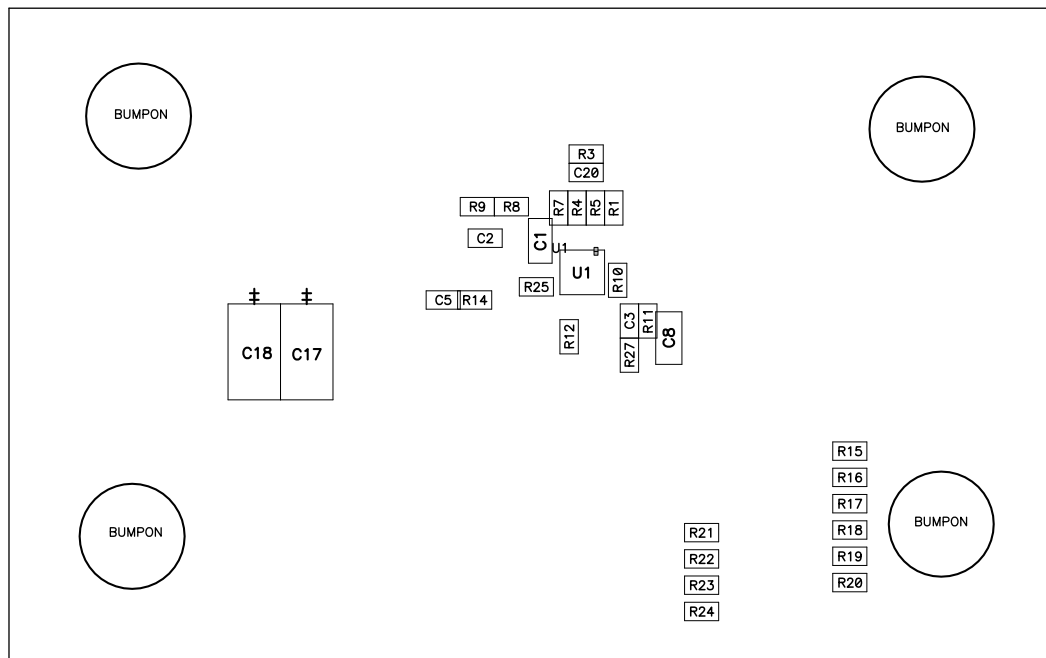 BUMPON
BUMPON
R3
C20
R9 R8 R7 R4 R5 R1
C2 C1 U1
U1 R10
R25
C5 R14
C3 R11 C8
R12 R27
C18 C17
R15
R16
R17
R18
R19
R20
BUMPON
BUMPON
R21
R22
R23
R24